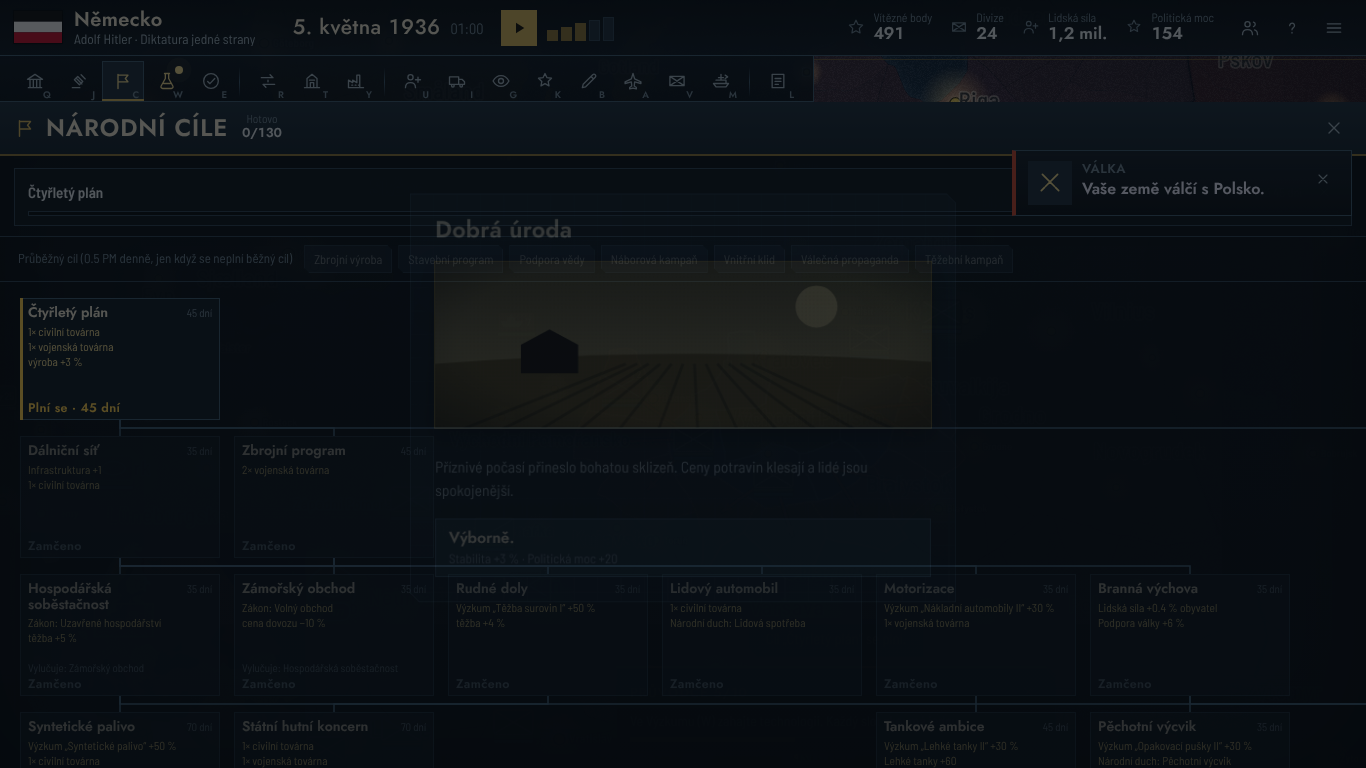 Německo
Adolf Hitler · Diktatura jedné strany
5. května 1936 01:00
Vítězné body
491
Divize
24
Lidská síla
1,2 mil.
Politická moc
154
?
Pskov
Q J C W E R T Y U I G K B A V M L
Riga
NÁRODNÍ CÍLE
Hotovo
0/130
VÁLKA
Vaše země válčí s Polsko.
Čtyřletý plán
Dobrá úroda
Průběžný cíl (0.5 PM denně, jen když se neplní běžný cíl)
Zbrojní výroba
Stavební program
Podpora vědy
Náborová kampaň
Vnitřní klid
Válečná propaganda
Těžební kampaň
Čtyřletý plán 45 dní
1× civilní továrna
1× vojenská továrna
výroba +3 %
Plní se · 45 dní
Příznivé počasí přineslo bohatou sklizeň. Ceny potravin klesají a lidé jsou
spokojenější.
Výborně.
Stabilita +3 % · Politická moc +20
Dálniční síť 35 dní
Infrastruktura +1
1× civilní továrna
Zamčeno
Zbrojní program 45 dní
2× vojenská továrna
Zamčeno
Hospodářská
soběstačnost
35 dní
Zákon: Uzavřené hospodářství
těžba +5 %
Vylučuje: Zámořský obchod
Zamčeno
Zámořský obchod 35 dní
Zákon: Volný obchod
cena dovozu −10 %
Vylučuje: Hospodářská soběstačnost
Zamčeno
Rudné doly 35 dní
Výzkum „Těžba surovin I" +50 %
těžba +4 %
Zamčeno
Lidový automobil 35 dní
1× civilní továrna
Národní duch: Lidová spotřeba
Zamčeno
Motorizace 35 dní
Výzkum „Nákladní automobily II" +30 %
1× vojenská továrna
Zamčeno
Branná výchova 35 dní
Lidská síla +0,4 % obyvatel
Podpora války +6 %
Zamčeno
Syntetické palivo 70 dní
Výzkum „Syntetické palivo" +50 %
1× civilní továrna
Státní hutní koncern 70 dní
1× civilní továrna
1× vojenská továrna
Tankové ambice 45 dní
Výzkum „Lehké tanky II" +30 %
Lehké tanky +60
Pěchotní výcvik 35 dní
Výzkum „Opakovací pušky II" +30 %
Národní duch: Pěchotní výcvik